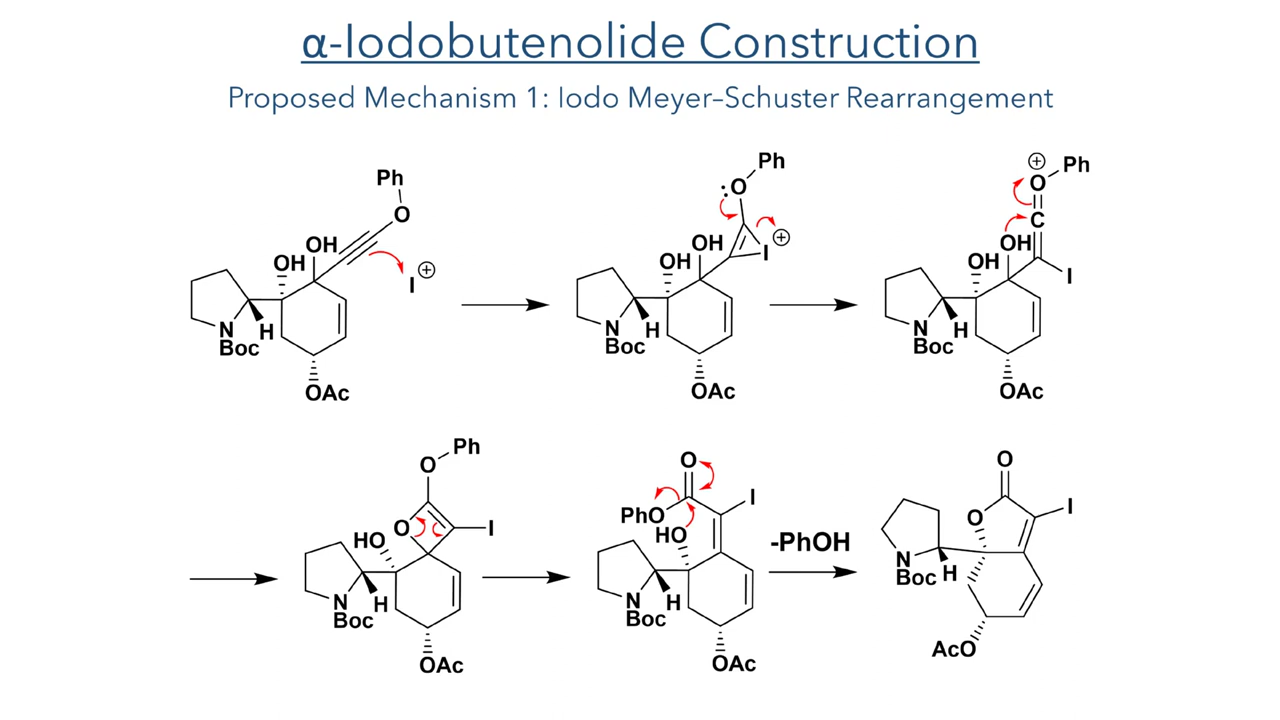 α-Iodobutenolide Construction
Proposed Mechanism 1: Iodo Meyer–Schuster Rearrangement
Ph
O
OH
OH
I
⊕
N
H
Boc
OAc
Ph
:O
OH
OH
I
⊕
N
H
Boc
OAc
⊕
O
Ph
C
OH
OH
I
N
H
Boc
OAc
Ph
O
O
I
HO
N
H
Boc
OAc
O
I
PhO
HO
N
H
Boc
OAc
-PhOH
O
I
O
N
H
Boc
AcO